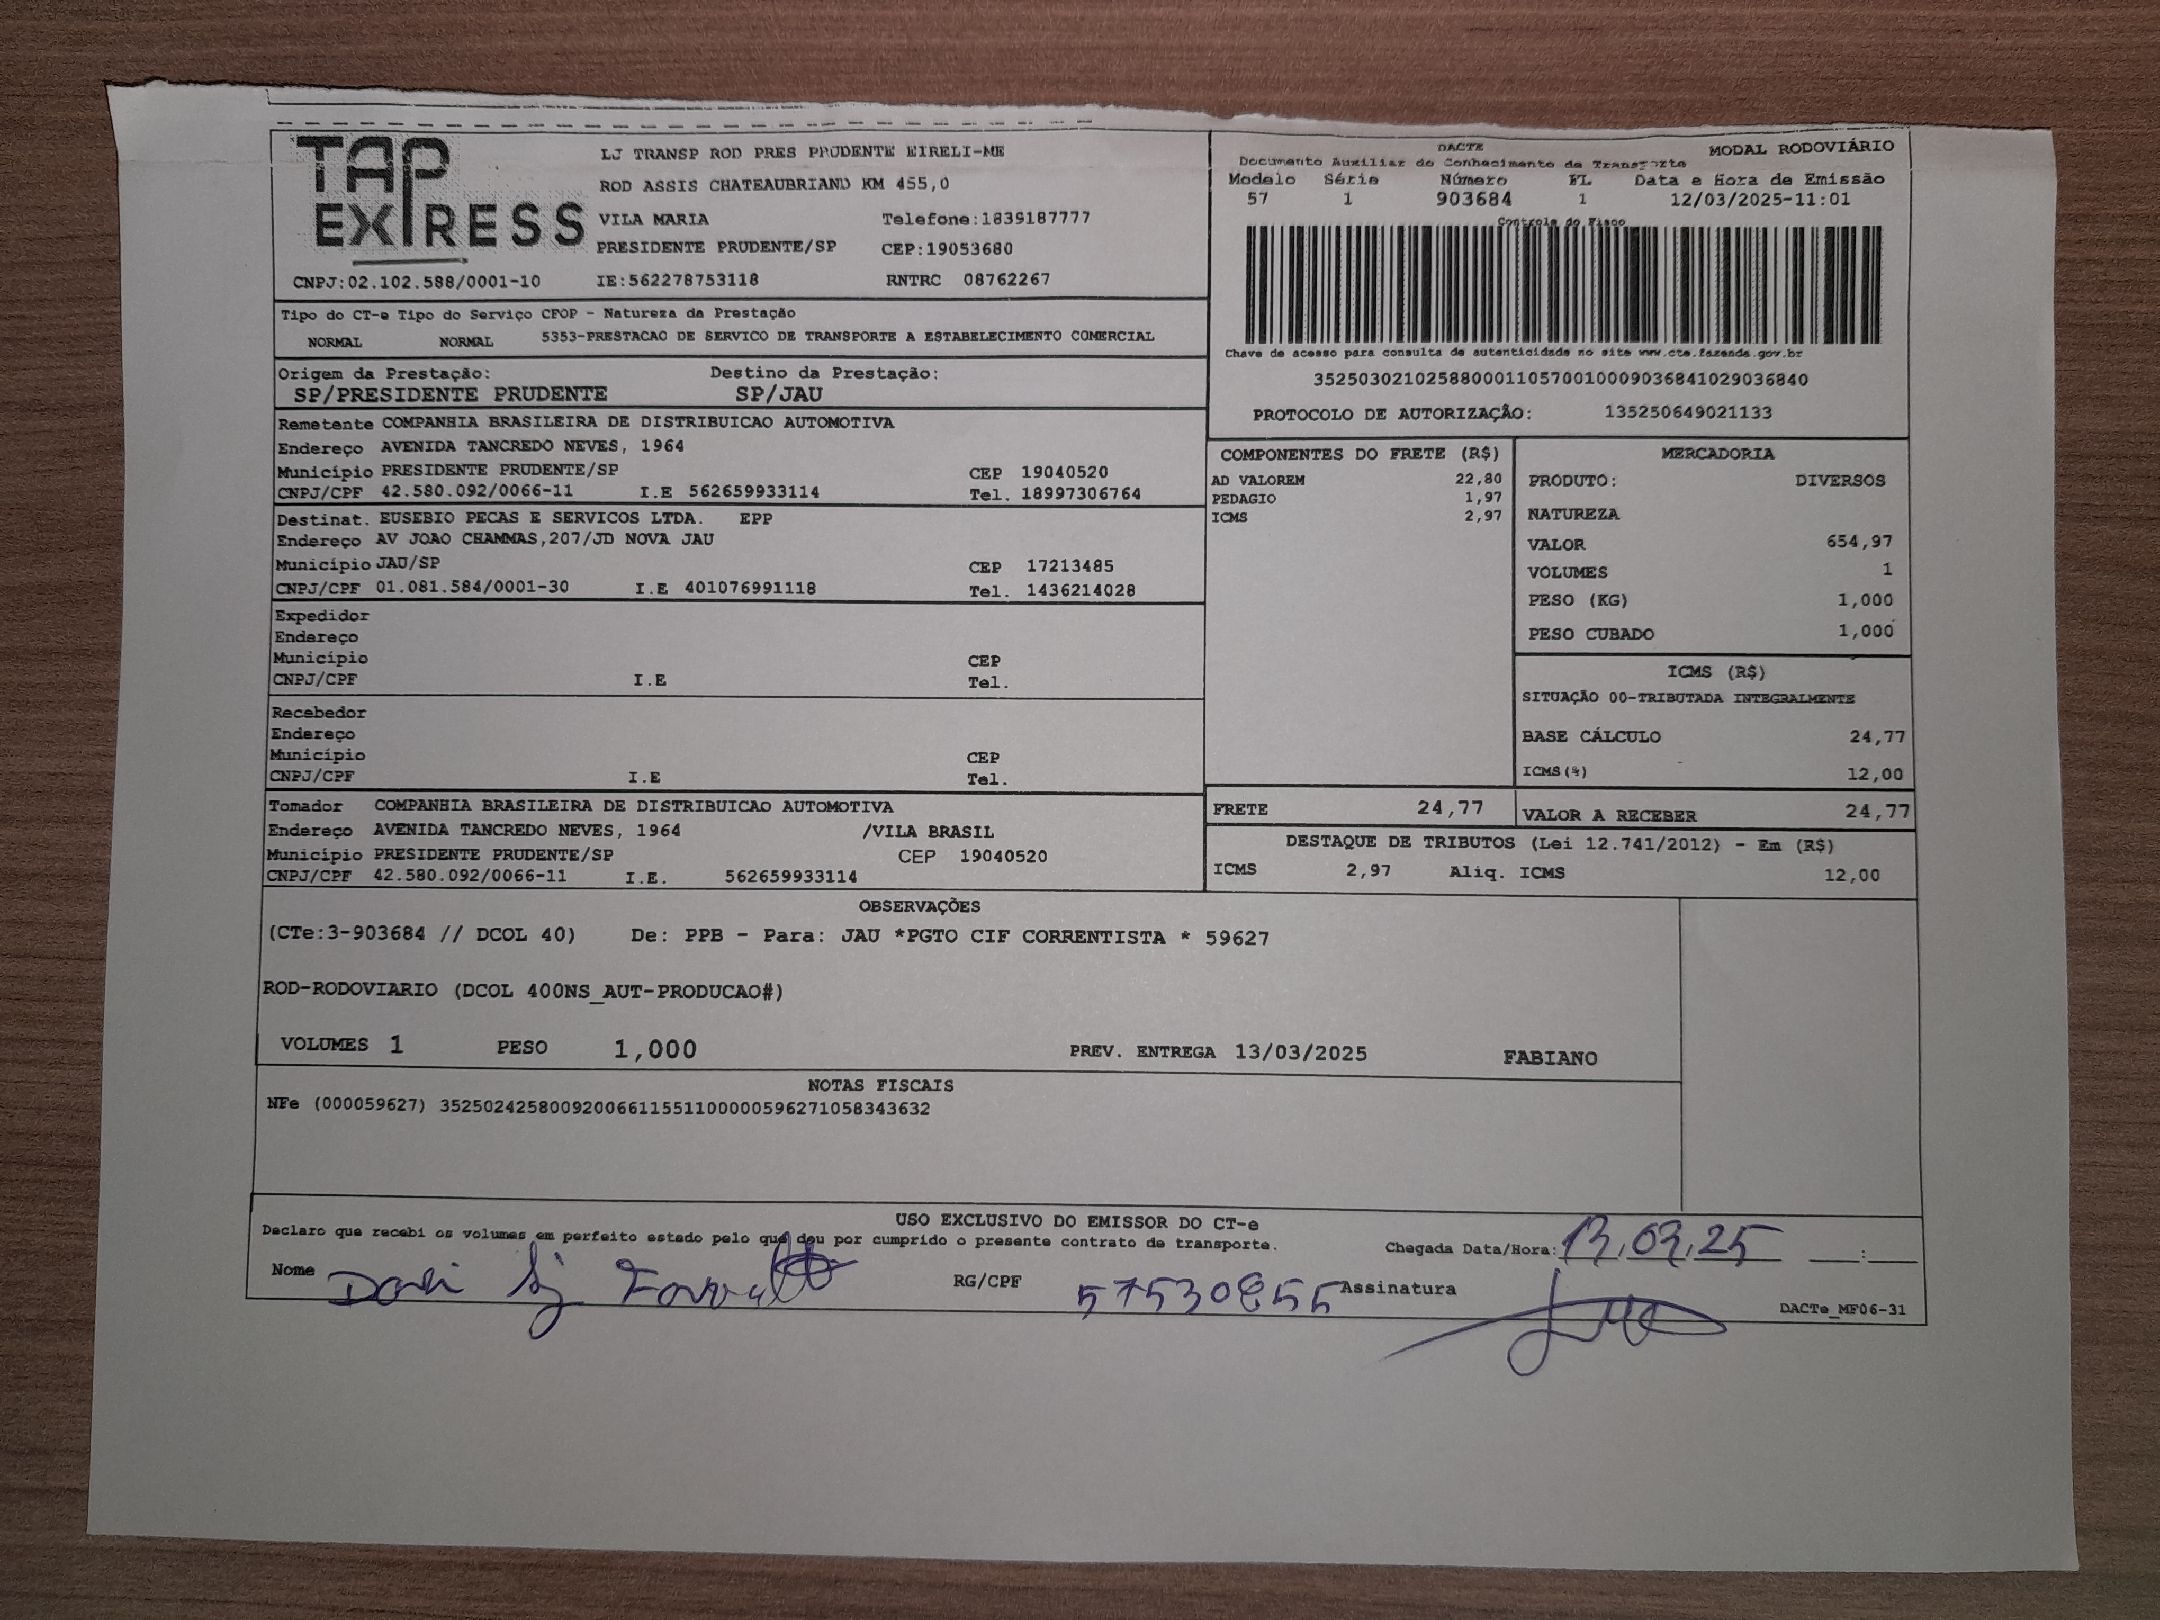 TAP
EXPRESS
LJ TRANSP ROD PRES PRUDENTE EIRELI-ME
ROD ASSIS CHATEAUBRIAND KM 455,0
VILA MARIA Telefone:1839187777
PRESIDENTE PRUDENTE/SP CEP:19053680
CNPJ:02.102.588/0001-10 IE:562278753118 RNTRC 08762267
DACTE MODAL RODOVIÁRIO
Documento Auxiliar do Conhecimento de Transporte
Modelo Série Número FL Data e Hora de Emissão
57 1 903684 1 12/03/2025-11:01
Controle do Fisco
Chave de acesso para consulta de autenticidade no site www.cte.fazenda.gov.br
35250302102588000110570010009036841029036840
PROTOCOLO DE AUTORIZAÇÃO: 135250649021133
Tipo do CT-e Tipo do Serviço CFOP - Natureza da Prestação
NORMAL NORMAL 5353-PRESTACAO DE SERVICO DE TRANSPORTE A ESTABELECIMENTO COMERCIAL
Origem da Prestação: Destino da Prestação:
SP/PRESIDENTE PRUDENTE SP/JAU
Remetente COMPANHIA BRASILEIRA DE DISTRIBUICAO AUTOMOTIVA
Endereço AVENIDA TANCREDO NEVES, 1964
Município PRESIDENTE PRUDENTE/SP CEP 19040520
CNPJ/CPF 42.580.092/0066-11 I.E 562659933114 Tel. 18997306764
Destinat. EUSEBIO PECAS E SERVICOS LTDA. EPP
Endereço AV JOAO CHAMMAS,207/JD NOVA JAU
Município JAU/SP CEP 17213485
CNPJ/CPF 01.081.584/0001-30 I.E 401076991118 Tel. 1436214028
Expedidor
Endereço
Município CEP
CNPJ/CPF I.E Tel.
Recebedor
Endereço
Município CEP
CNPJ/CPF I.E Tel.
Tomador COMPANHIA BRASILEIRA DE DISTRIBUICAO AUTOMOTIVA
Endereço AVENIDA TANCREDO NEVES, 1964 /VILA BRASIL
Município PRESIDENTE PRUDENTE/SP CEP 19040520
CNPJ/CPF 42.580.092/0066-11 I.E. 562659933114
COMPONENTES DO FRETE (R$)
AD VALOREM 22,80
PEDAGIO 1,97
ICMS 2,97
MERCADORIA
PRODUTO: DIVERSOS
NATUREZA
VALOR 654,97
VOLUMES 1
PESO (KG) 1,000
PESO CUBADO 1,000
ICMS (R$)
SITUAÇÃO 00-TRIBUTADA INTEGRALMENTE
BASE CÁLCULO 24,77
ICMS(%) 12,00
FRETE 24,77 VALOR A RECEBER 24,77
DESTAQUE DE TRIBUTOS (Lei 12.741/2012) - Em (R$)
ICMS 2,97 Aliq. ICMS 12,00
OBSERVAÇÕES
(CTe:3-903684 // DCOL 40) De: PPB - Para: JAU *PGTO CIF CORRENTISTA * 59627
ROD-RODOVIARIO (DCOL 400NS_AUT-PRODUCAO#)
VOLUMES 1 PESO 1,000 PREV. ENTREGA 13/03/2025 FABIANO
NOTAS FISCAIS
NFe (000059627) 35250242580092006611551100000596271058343632
USO EXCLUSIVO DO EMISSOR DO CT-e
Declaro que recebi os volumes em perfeito estado pelo que dou por cumprido o presente contrato de transporte. Chegada Data/Hora: 13.03.25 :
Nome RG/CPF Assinatura
DACTe_MF06-31